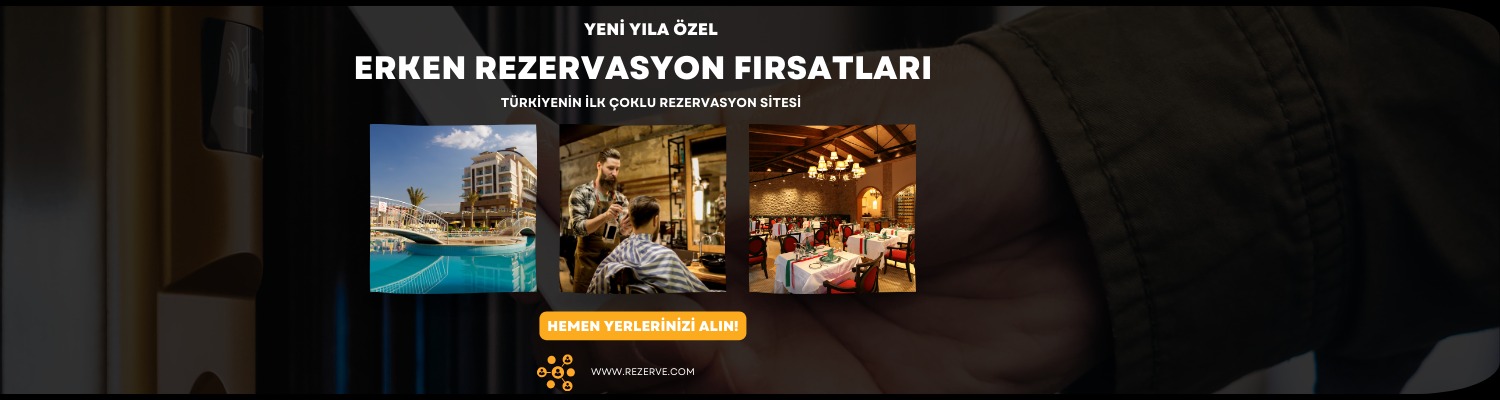 YENİ YILA ÖZEL
ERKEN REZERVASYON FIRSATLARI
TÜRKİYENİN İLK ÇOKLU REZERVASYON SİTESİ
HEMEN YERLERİNİZİ ALIN!
WWW.REZERVE.COM